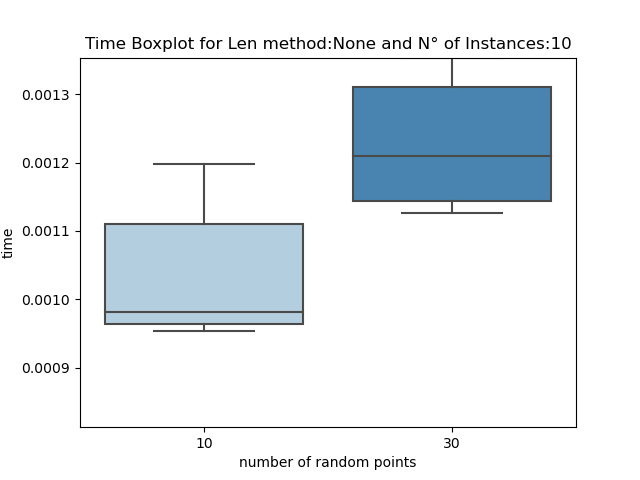 Time Boxplot for Len method:None and N° of Instances:10
0.0013
0.0012
0.0011
0.0010
0.0009
time
10
30
number of random points